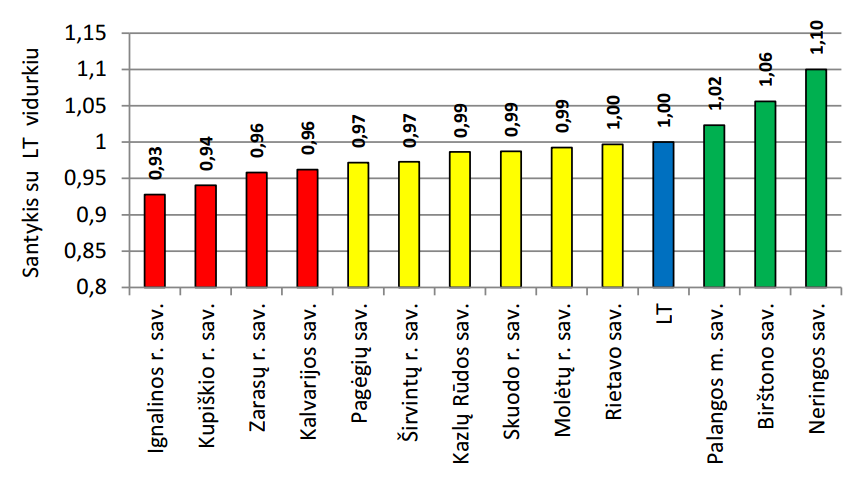 Santykis su LT vidurkiu
1,15
1,1
1,05
1
0,95
0,9
0,85
0,8
0,93
0,94
0,96
0,96
0,97
0,97
0,99
0,99
0,99
1,00
1,00
1,02
1,06
1,10
Ignalinos r. sav.
Kupiškio r. sav.
Zarasų r. sav.
Kalvarijos sav.
Pagėgių sav.
Širvintų r. sav.
Kazlų Rūdos sav.
Skuodo r. sav.
Molėtų r. sav.
Rietavo sav.
LT
Palangos m. sav.
Birštono sav.
Neringos sav.